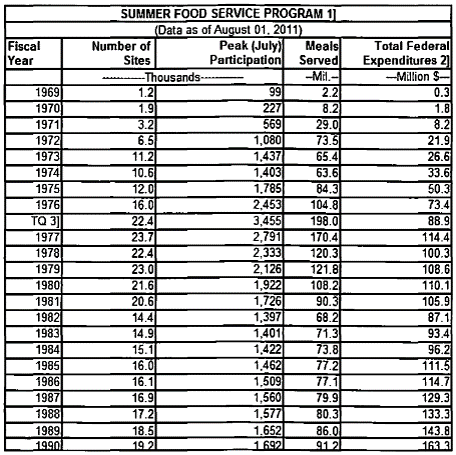 SUMMER FOOD SERVICE PROGRAM 1]
(Data as of August 01, 2011)
Fiscal Number of Peak (July) Meals Total Federal
Year Sites Participation Served Expenditures 2]
-----------Thousands----------- --Mil.-- ---Million $---
1969 1.2 99 2.2 0.3
1970 1.9 227 8.2 1.8
1971 3.2 569 29.0 8.2
1972 6.5 1,080 73.5 21.9
1973 11.2 1,437 65.4 26.6
1974 10.6 1,403 63.6 33.6
1975 12.0 1,785 84.3 50.3
1976 16.0 2,453 104.8 73.4
TQ 3] 22.4 3,455 198.0 88.9
1977 23.7 2,791 170.4 114.4
1978 22.4 2,333 120.3 100.3
1979 23.0 2,126 121.8 108.6
1980 21.6 1,922 108.2 110.1
1981 20.6 1,726 90.3 105.9
1982 14.4 1,397 68.2 87.1
1983 14.9 1,401 71.3 93.4
1984 15.1 1,422 73.8 96.2
1985 16.0 1,462 77.2 111.5
1986 16.1 1,509 77.1 114.7
1987 16.9 1,560 79.9 129.3
1988 17.2 1,577 80.3 133.3
1989 18.5 1,652 86.0 143.8
1990 19.2 1,692 91.2 163.3